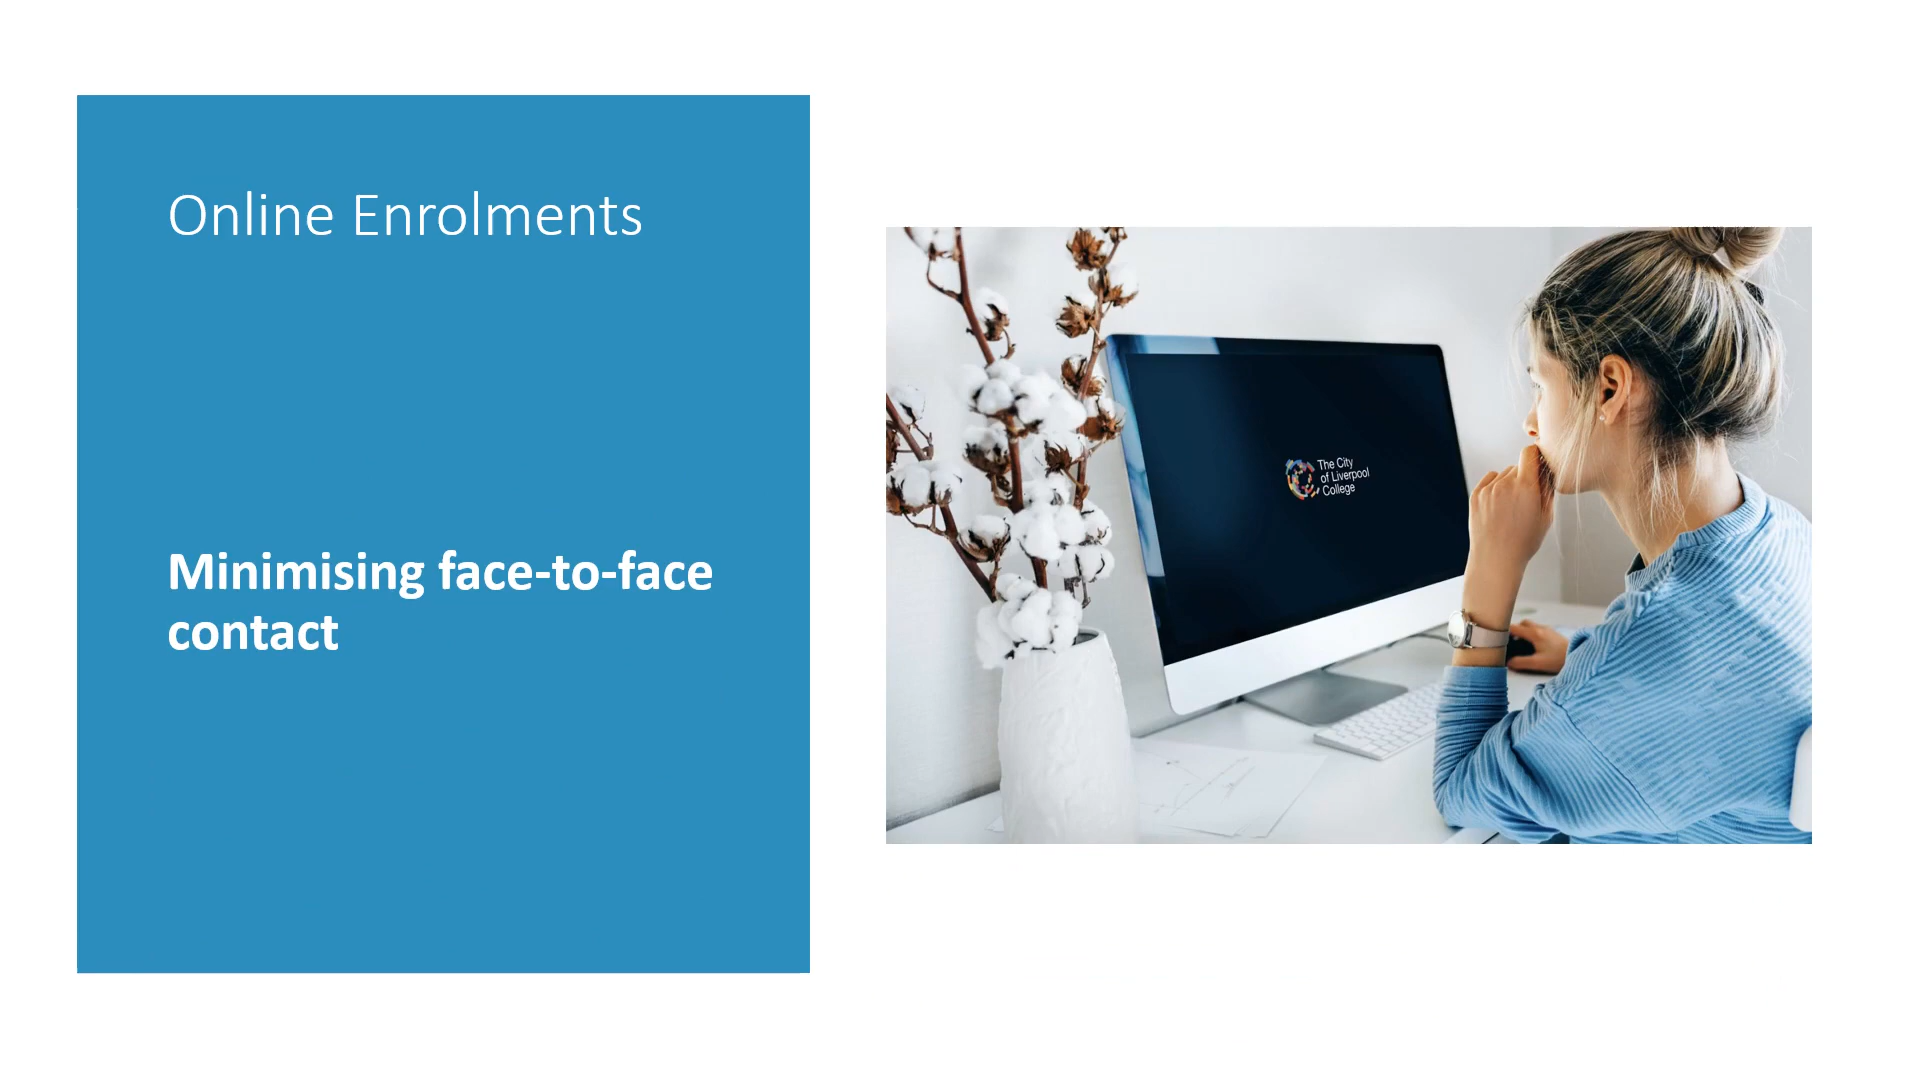 Online Enrolments
Minimising face-to-face
contact
The City
of Liverpool
College